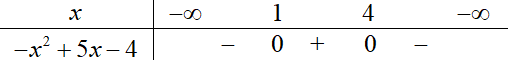 x −∞ 1 4 −∞
−x² + 5x − 4 − 0 + 0 −